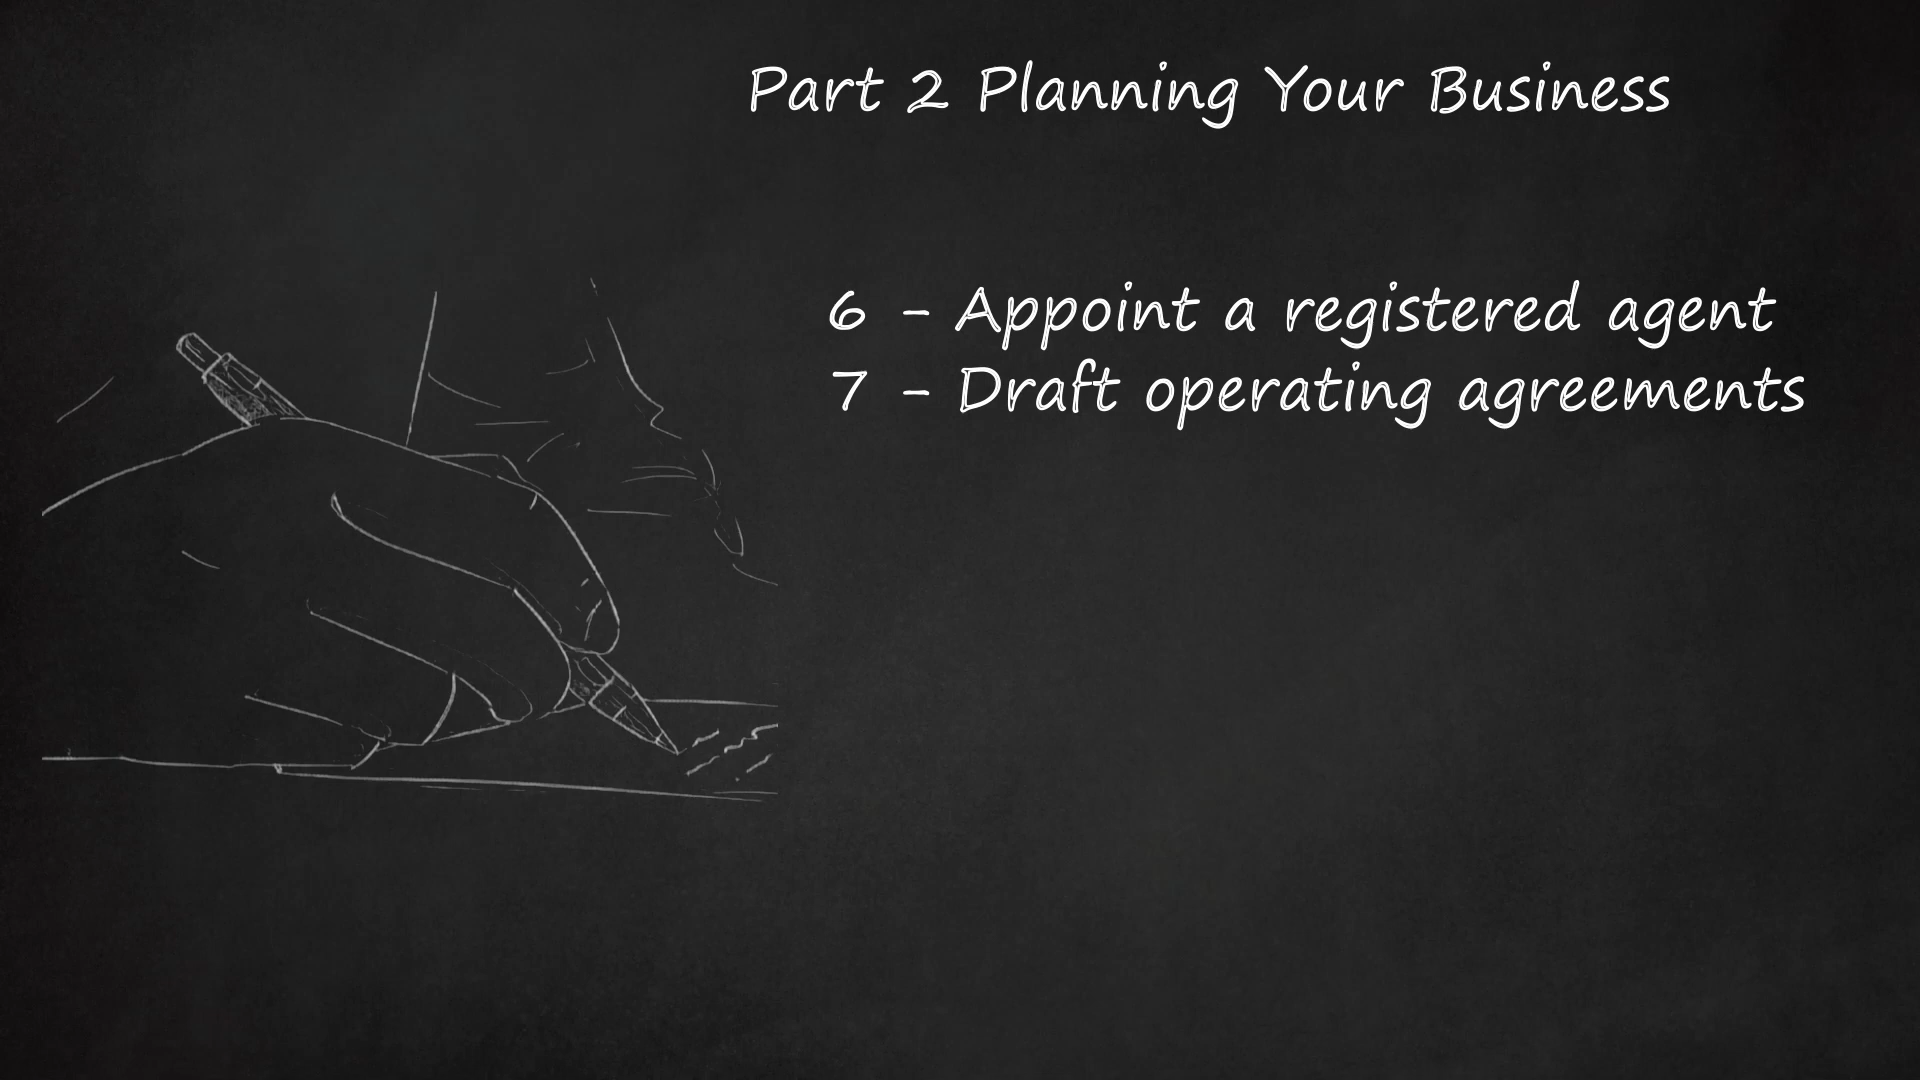 Part 2 Planning Your Business
6 - Appoint a registered agent
7 - Draft operating agreements